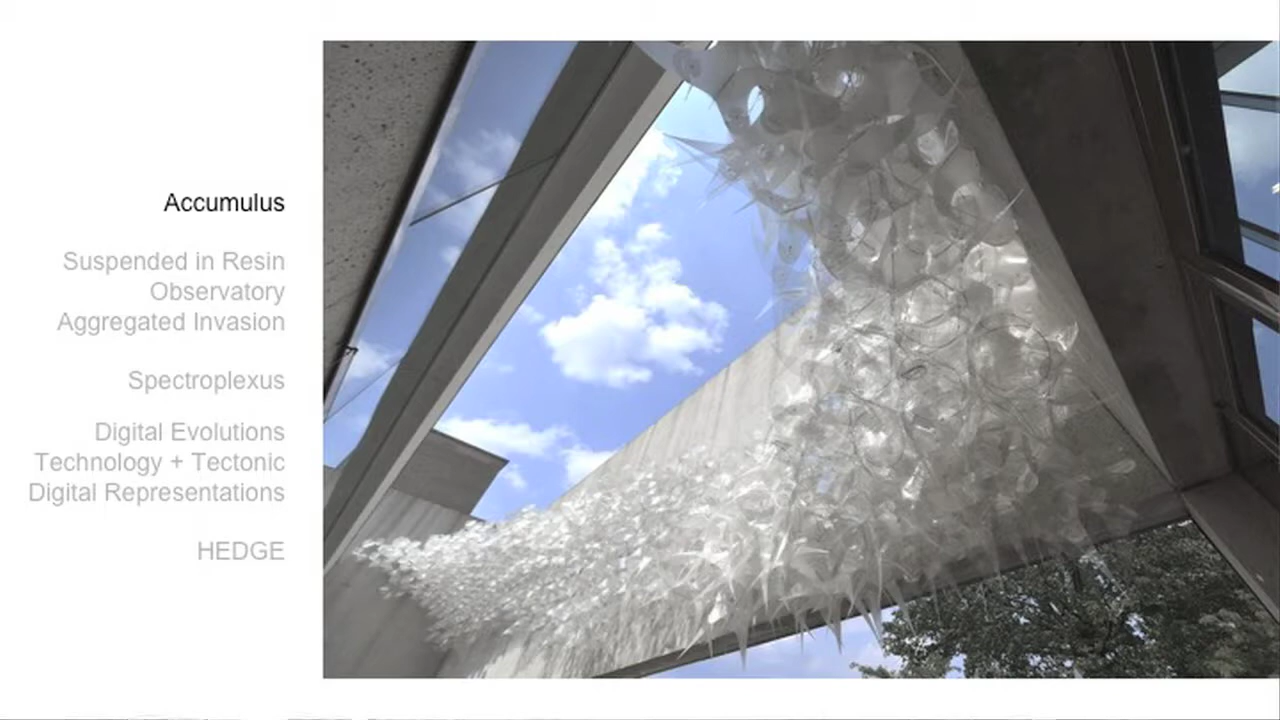 Accumulus
Suspended in Resin
Observatory
Aggregated Invasion
Spectroplexus
Digital Evolutions
Technology + Tectonic
Digital Representations
HEDGE